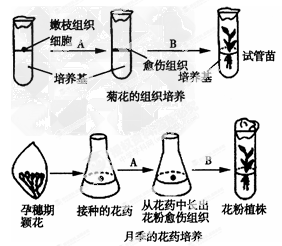 嫩枝组织
细胞
A
B
试管苗
培养基
愈伤组织
培养基
菊花的组织培养
A
B
孕穗期
颖花
接种的花药
从花药中长出
花粉愈伤组织
花粉植株
月季的花药培养